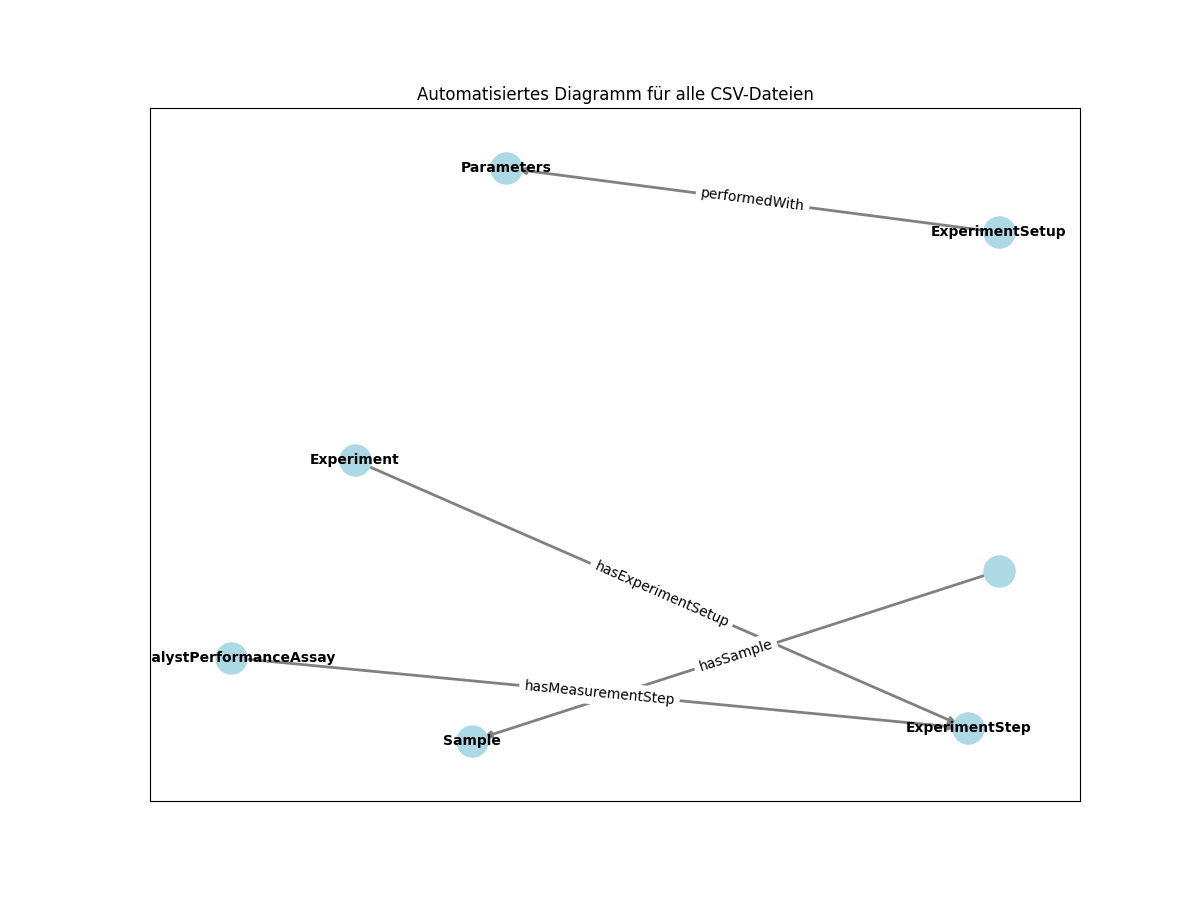 Automatisiertes Diagramm für alle CSV-Dateien
Parameters
performedWith
ExperimentSetup
Experiment
hasExperimentSetup
hasSample
alystPerformanceAssay
hasMeasurementStep
ExperimentStep
Sample